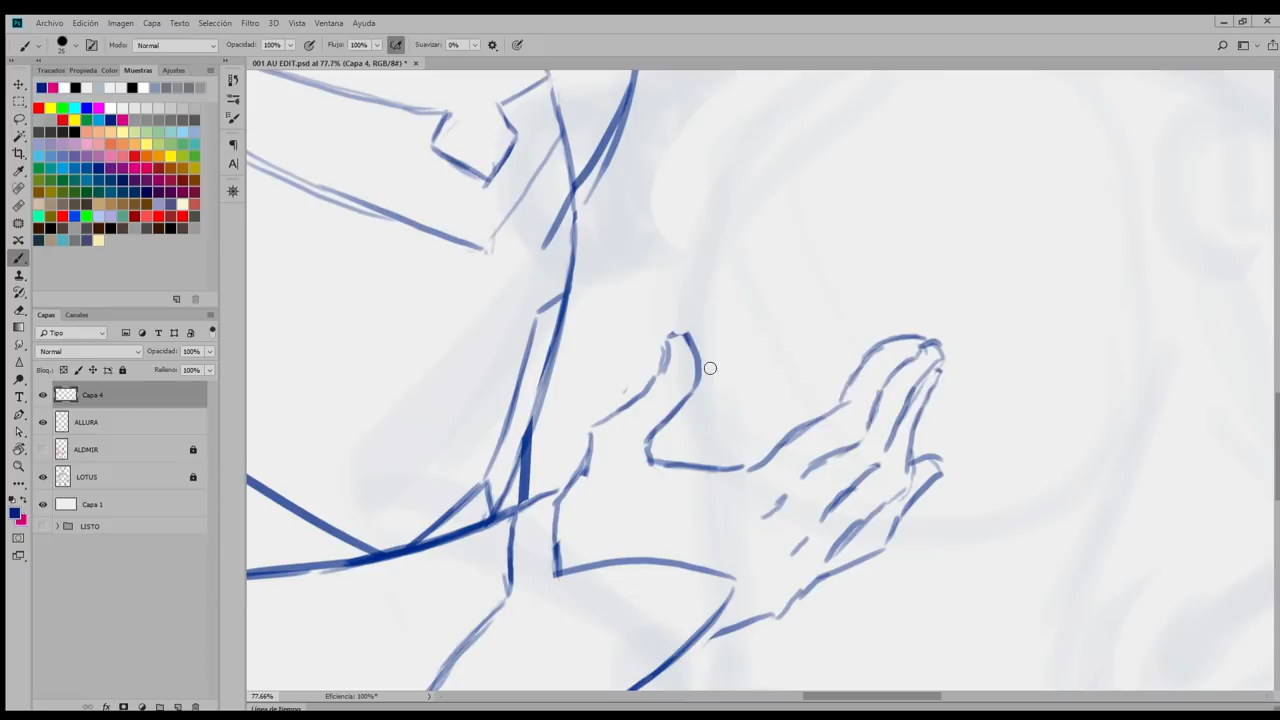 Ps Archivo Edición Imagen Capa Texto Selección Filtro 3D Vista Ventana Ayuda
25 Modo: Normal Opacidad: 100% Flujo: 100% Suavizar: 0%
001 AU EDIT.psd al 77.7% (Capa 4, RGB/8#) * ×
Trazados Propieda Color Muestras Ajustes
Capas Canales
Tipo
Normal Opacidad: 100%
Bloq.: Relleno: 100%
Capa 4
ALLURA
ALDMIR
LOTUS
Capa 1
LISTO
77.66% Eficiencia: 100%*
Línea de tiempo